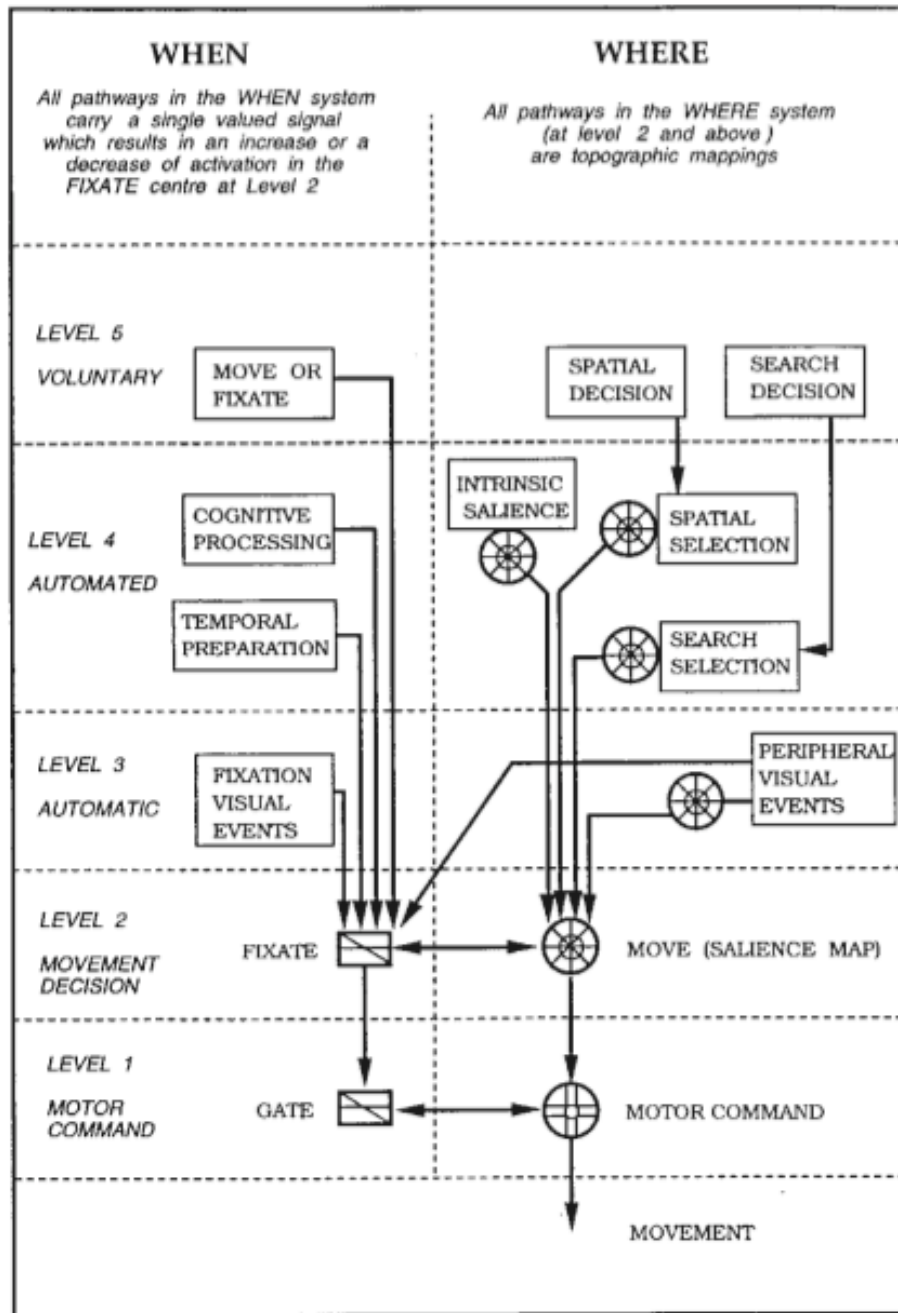 WHEN
All pathways in the WHEN system
carry a single valued signal
which results in an increase or a
decrease of activation in the
FIXATE centre at Level 2
WHERE
All pathways in the WHERE system
(at level 2 and above)
are topographic mappings
LEVEL 5
VOLUNTARY
MOVE OR
FIXATE
SPATIAL
DECISION
SEARCH
DECISION
LEVEL 4
AUTOMATED
COGNITIVE
PROCESSING
TEMPORAL
PREPARATION
INTRINSIC
SALIENCE
SPATIAL
SELECTION
SEARCH
SELECTION
LEVEL 3
AUTOMATIC
FIXATION
VISUAL
EVENTS
PERIPHERAL
VISUAL
EVENTS
LEVEL 2
MOVEMENT
DECISION
FIXATE
MOVE (SALIENCE MAP)
LEVEL 1
MOTOR
COMMAND
GATE
MOTOR COMMAND
MOVEMENT